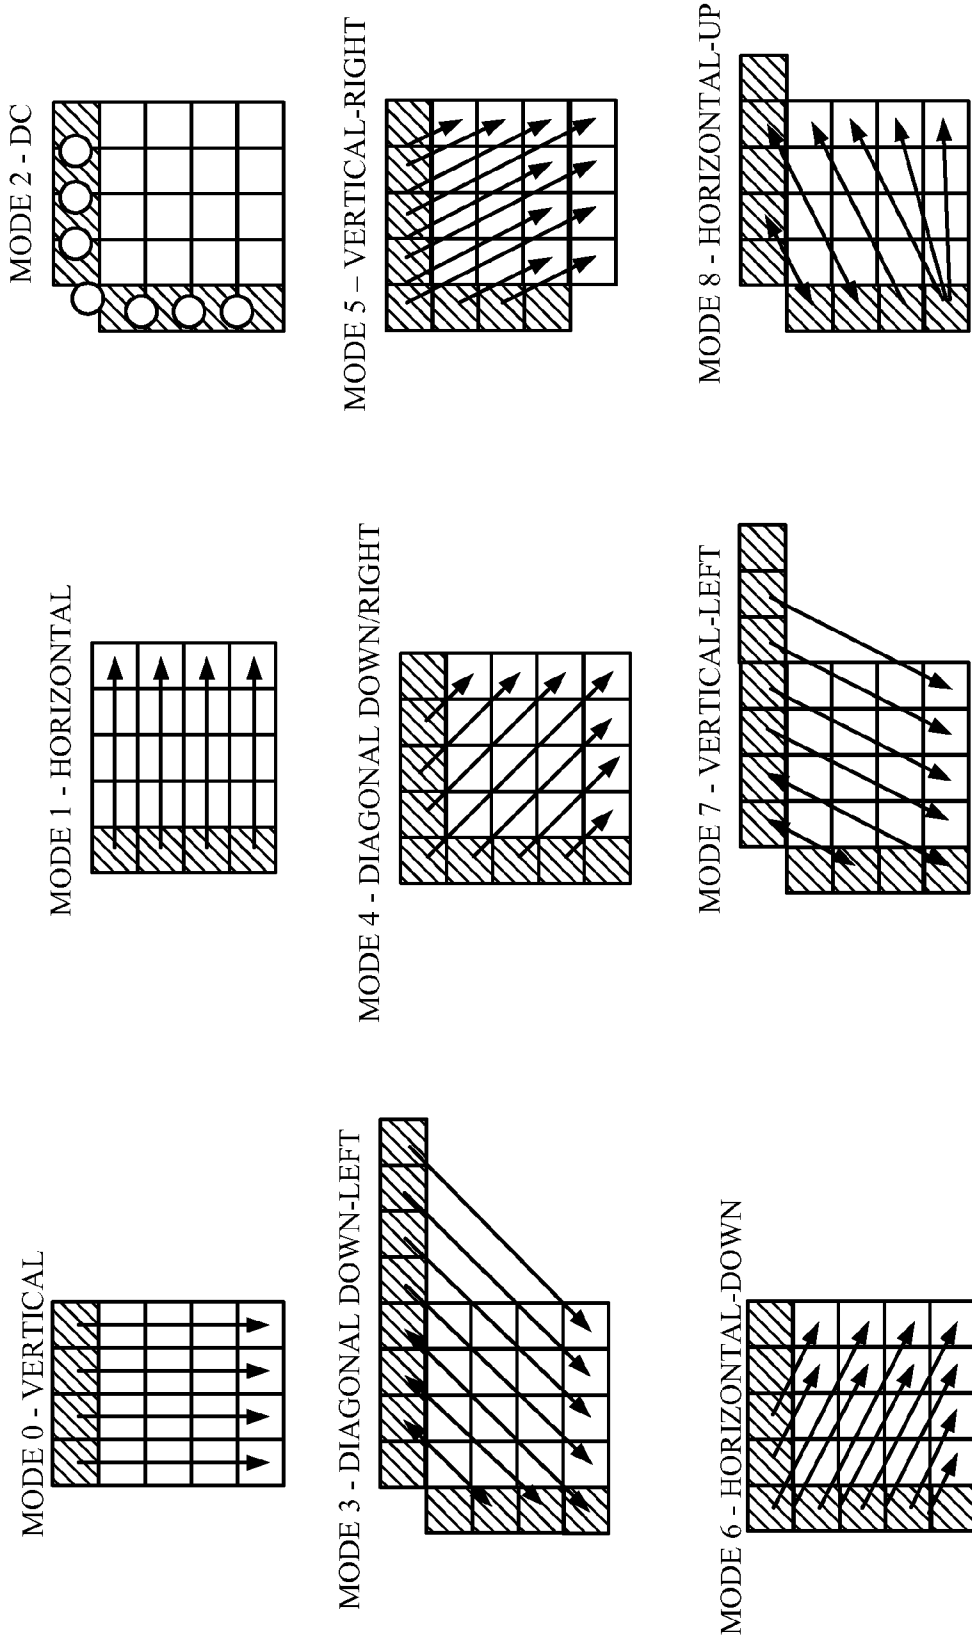 MODE 0 - VERTICAL
MODE 1 - HORIZONTAL
MODE 2 - DC
MODE 3 - DIAGONAL DOWN-LEFT
MODE 4 - DIAGONAL DOWN/RIGHT
MODE 5 – VERTICAL-RIGHT
MODE 6 - HORIZONTAL-DOWN
MODE 7 - VERTICAL-LEFT
MODE 8 - HORIZONTAL-UP